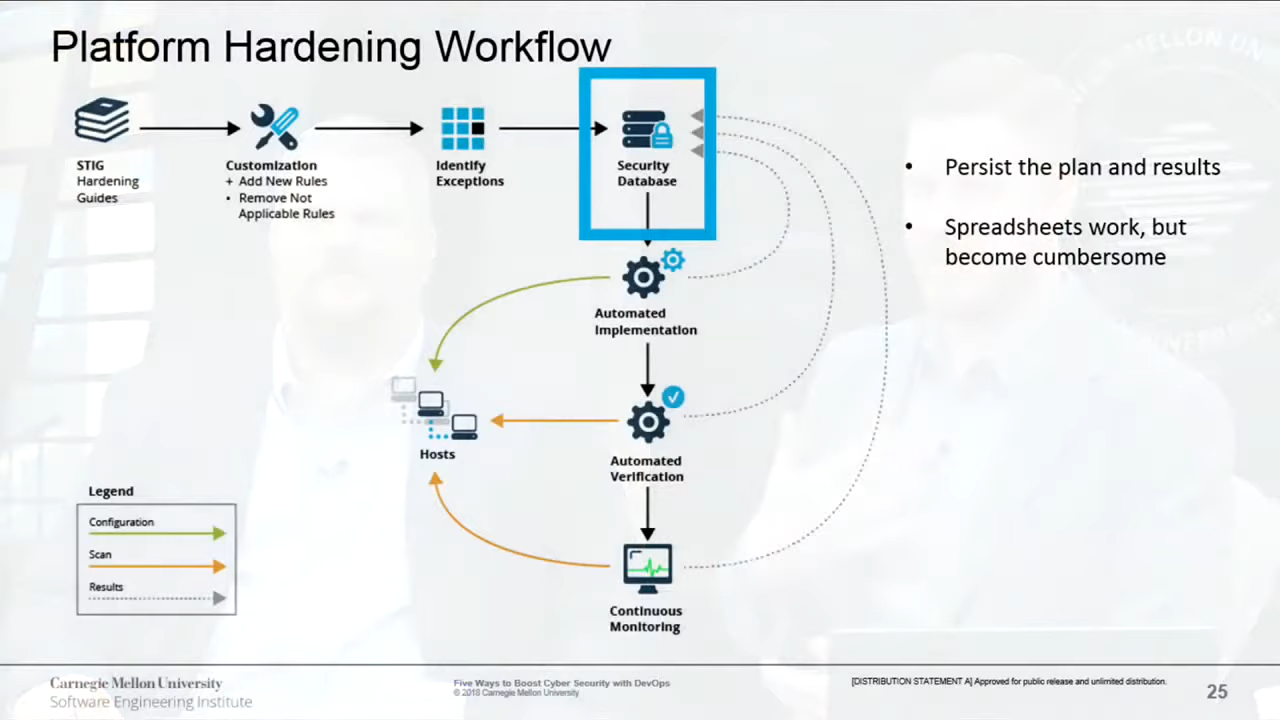 Platform Hardening Workflow
STIG
Hardening
Guides
Customization
+ Add New Rules
• Remove Not
Applicable Rules
Identify
Exceptions
Security
Database
• Persist the plan and results
• Spreadsheets work, but
become cumbersome
Automated
Implementation
Hosts
Automated
Verification
Legend
Configuration
Scan
Results
Continuous
Monitoring
Carnegie Mellon University
Software Engineering Institute
Five Ways to Boost Cyber Security with DevOps
© 2018 Carnegie Mellon University
[DISTRIBUTION STATEMENT A] Approved for public release and unlimited distribution.
25